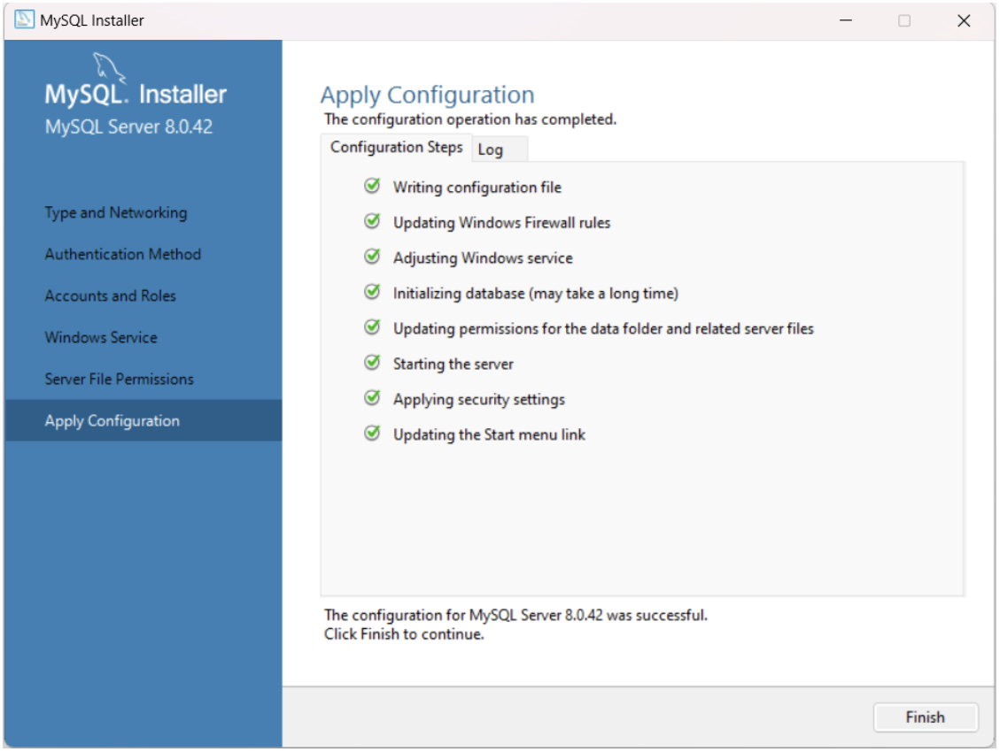 MySQL Installer
MySQL. Installer
MySQL Server 8.0.42
Type and Networking
Authentication Method
Accounts and Roles
Windows Service
Server File Permissions
Apply Configuration
Apply Configuration
The configuration operation has completed.
Configuration Steps
Log
Writing configuration file
Updating Windows Firewall rules
Adjusting Windows service
Initializing database (may take a long time)
Updating permissions for the data folder and related server files
Starting the server
Applying security settings
Updating the Start menu link
The configuration for MySQL Server 8.0.42 was successful.
Click Finish to continue.
Finish